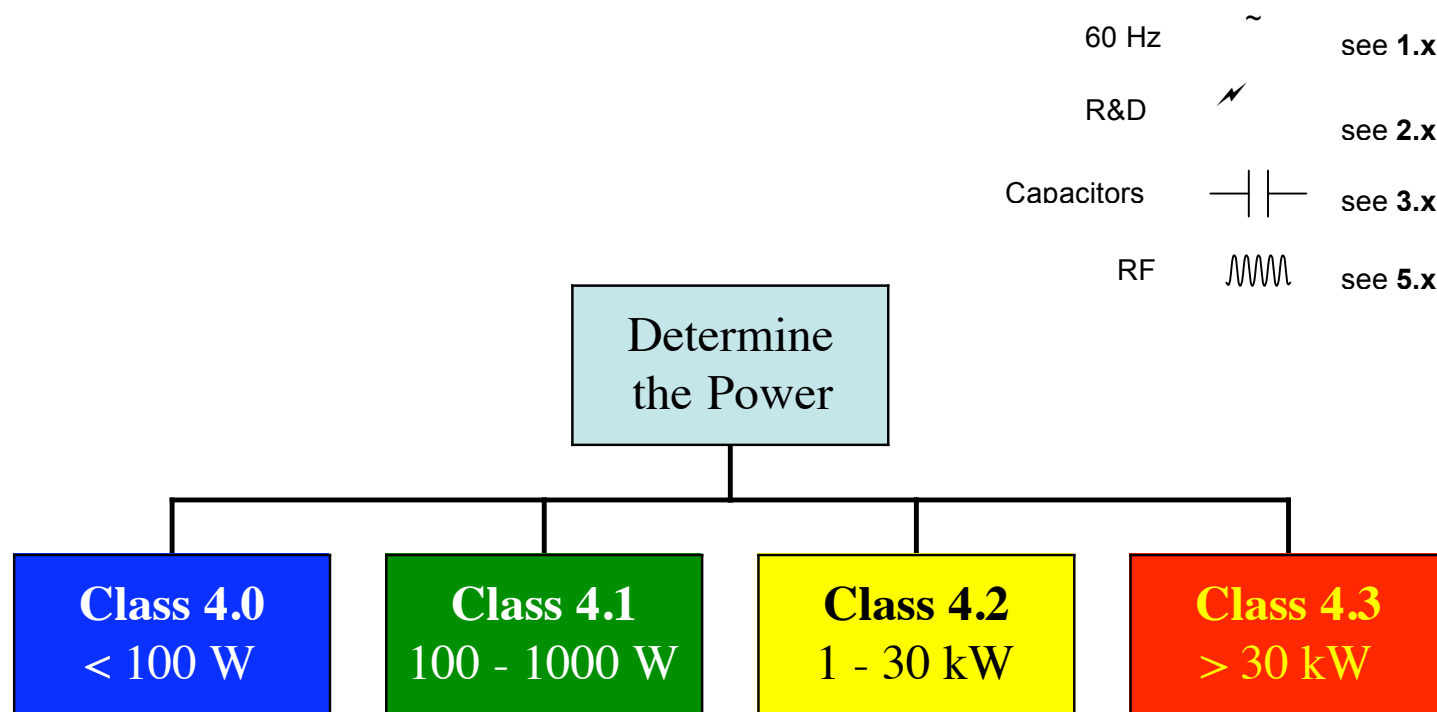 60 Hz ~ see 1.x
R&D see 2.x
Capacitors see 3.x
RF see 5.x
Determine
the Power
Class 4.0
< 100 W
Class 4.1
100 - 1000 W
Class 4.2
1 - 30 kW
Class 4.3
> 30 kW